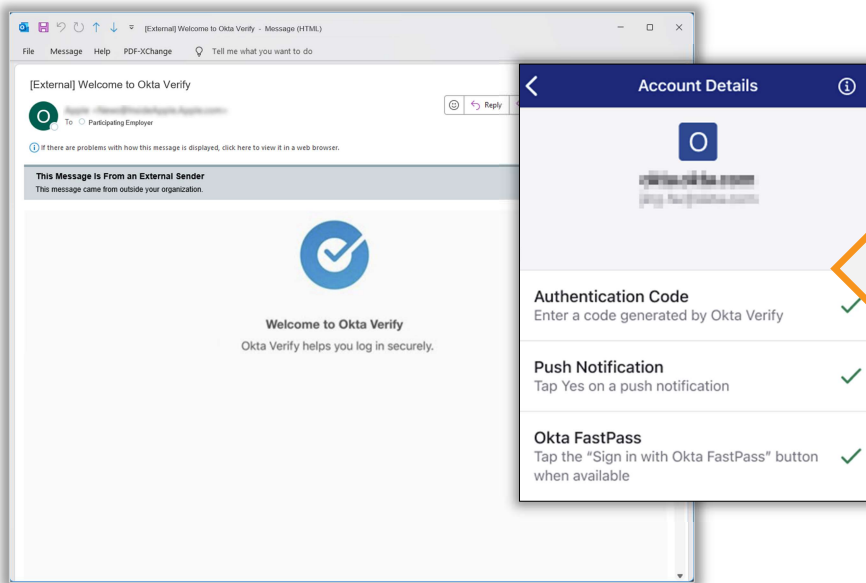 [External] Welcome to Okta Verify - Message (HTML)
File Message Help PDF-XChange Tell me what you want to do
[External] Welcome to Okta Verify
O
To Participating Employer
Reply
If there are problems with how this message is displayed, click here to view it in a web browser.
This Message Is From an External Sender
This message came from outside your organization.
Welcome to Okta Verify
Okta Verify helps you log in securely.
Account Details
O
Authentication Code
Enter a code generated by Okta Verify
Push Notification
Tap Yes on a push notification
Okta FastPass
Tap the “Sign in with Okta FastPass” button
when available